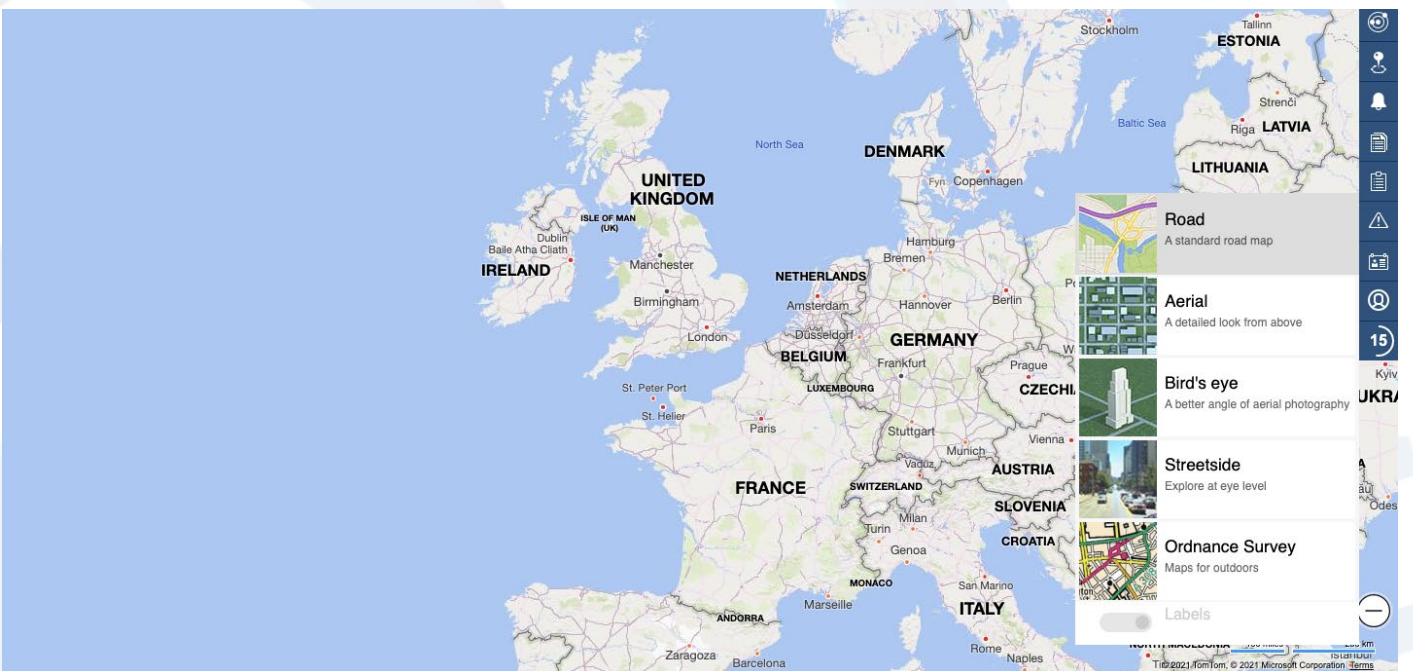 Stockholm
Tallinn
ESTONIA
Strenči
Baltic Sea
Riga
LATVIA
North Sea
DENMARK
LITHUANIA
Fyn
Copenhagen
UNITED
KINGDOM
ISLE OF MAN
(UK)
Dublin
Baile Atha Cliath
IRELAND
Manchester
Birmingham
London
Hamburg
Bremen
NETHERLANDS
Amsterdam
Hannover
Berlin
Düsseldorf
GERMANY
BELGIUM
Frankfurt
Prague
LUXEMBOURG
CZECHI
St. Peter Port
St. Helier
Paris
Stuttgart
Munich
Vienna
Vaduz
AUSTRIA
FRANCE
SWITZERLAND
SLOVENIA
Milan
Turin
CROATIA
Genoa
MONACO
San Marino
Marseille
ITALY
ANDORRA
Rome
Zaragoza
Barcelona
Naples
Road
A standard road map
Aerial
A detailed look from above
Bird's eye
A better angle of aerial photography
Streetside
Explore at eye level
Ordnance Survey
Maps for outdoors
Labels
15
Kyiv
UKR
Odes
© 2021 TomTom, © 2021 Microsoft Corporation Terms